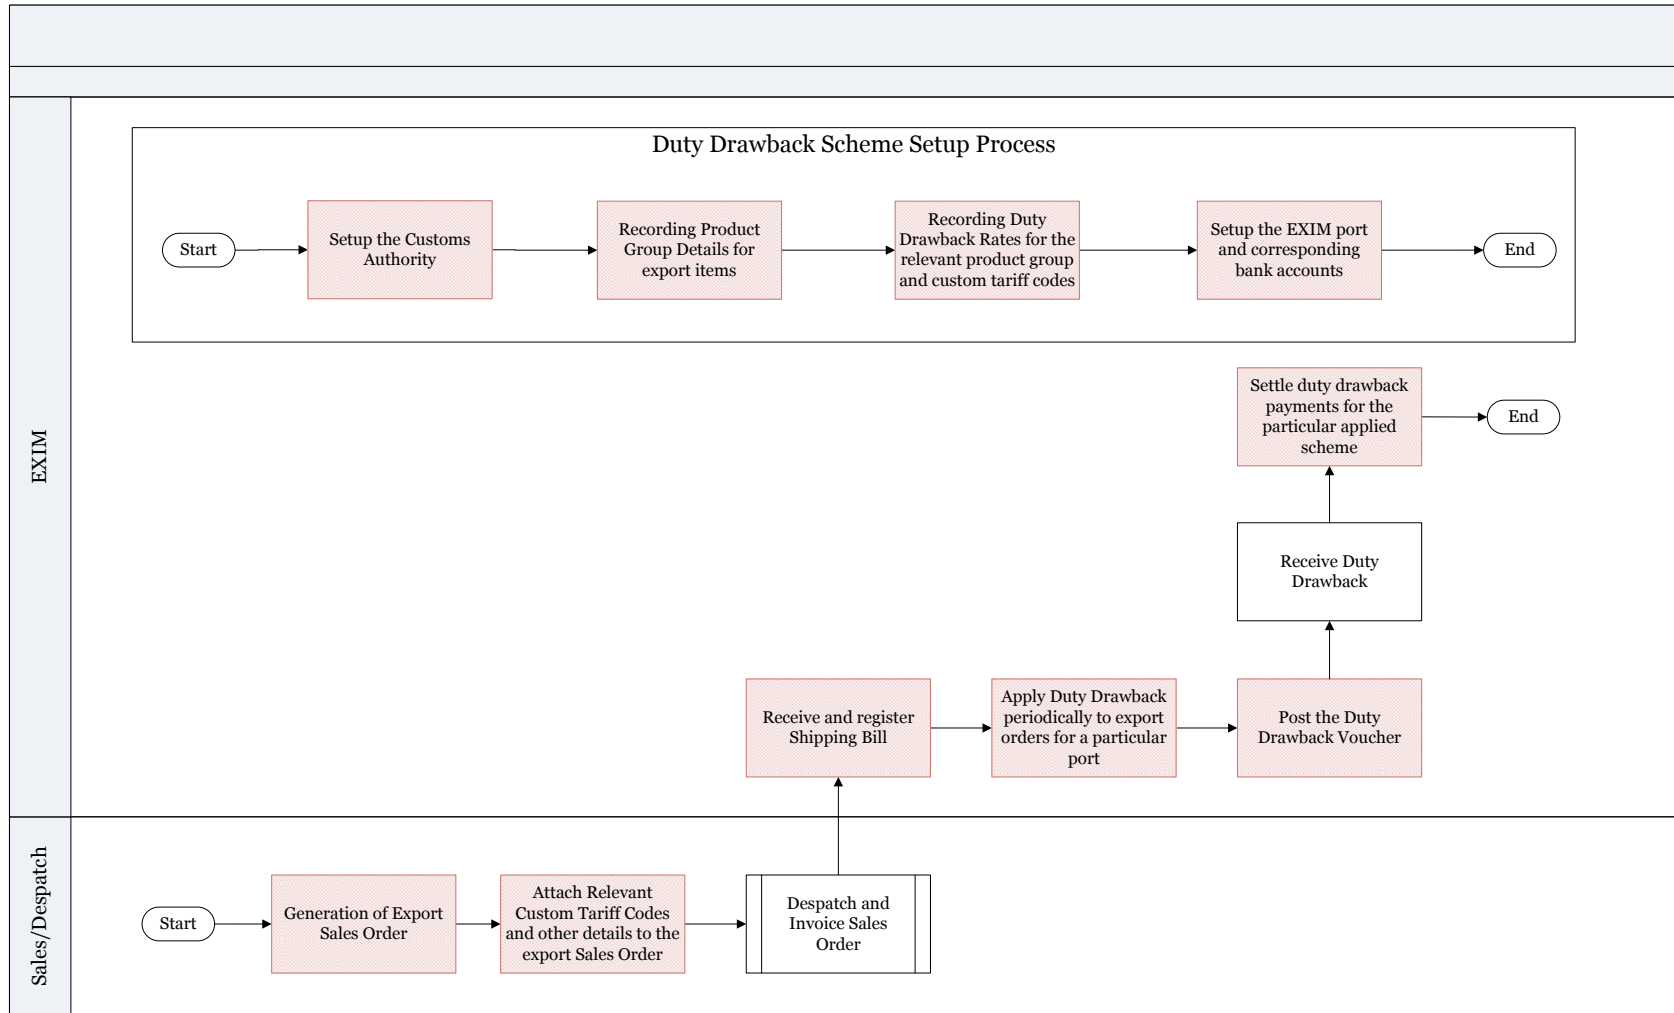 Duty Drawback Scheme Setup Process
Start
Setup the Customs
Authority
Recording Product
Group Details for
export items
Recording Duty
Drawback Rates for the
relevant product group
and custom tariff codes
Setup the EXIM port
and corresponding
bank accounts
End
EXIM
Settle duty drawback
payments for the
particular applied
scheme
End
Receive Duty
Drawback
Receive and register
Shipping Bill
Apply Duty Drawback
periodically to export
orders for a particular
port
Post the Duty
Drawback Voucher
Sales/Despatch
Start
Generation of Export
Sales Order
Attach Relevant
Custom Tariff Codes
and other details to the
export Sales Order
Despatch and
Invoice Sales
Order